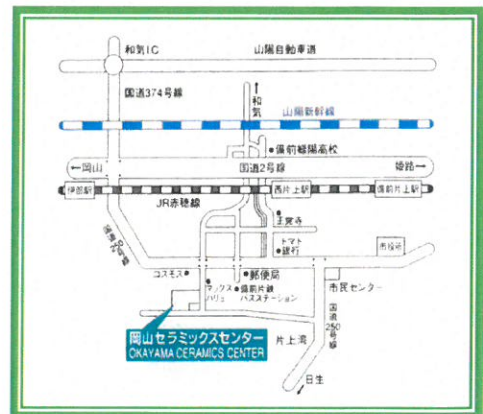 和気IC
山陽自動車道
国道374号線
和気
山陽新幹線
備前緑陽高校
←岡山
国道2号線
姫路→
伊部駅
西片上駅
備前片上駅
JR赤穂線
正覚寺
トマト
銀行
市役所
コスモス
郵便局
マックス
バリュ
備前片鉄
バスステーション
市民センター
国道250号線
岡山セラミックスセンター
OKAYAMA CERAMICS CENTER
片上湾
日生